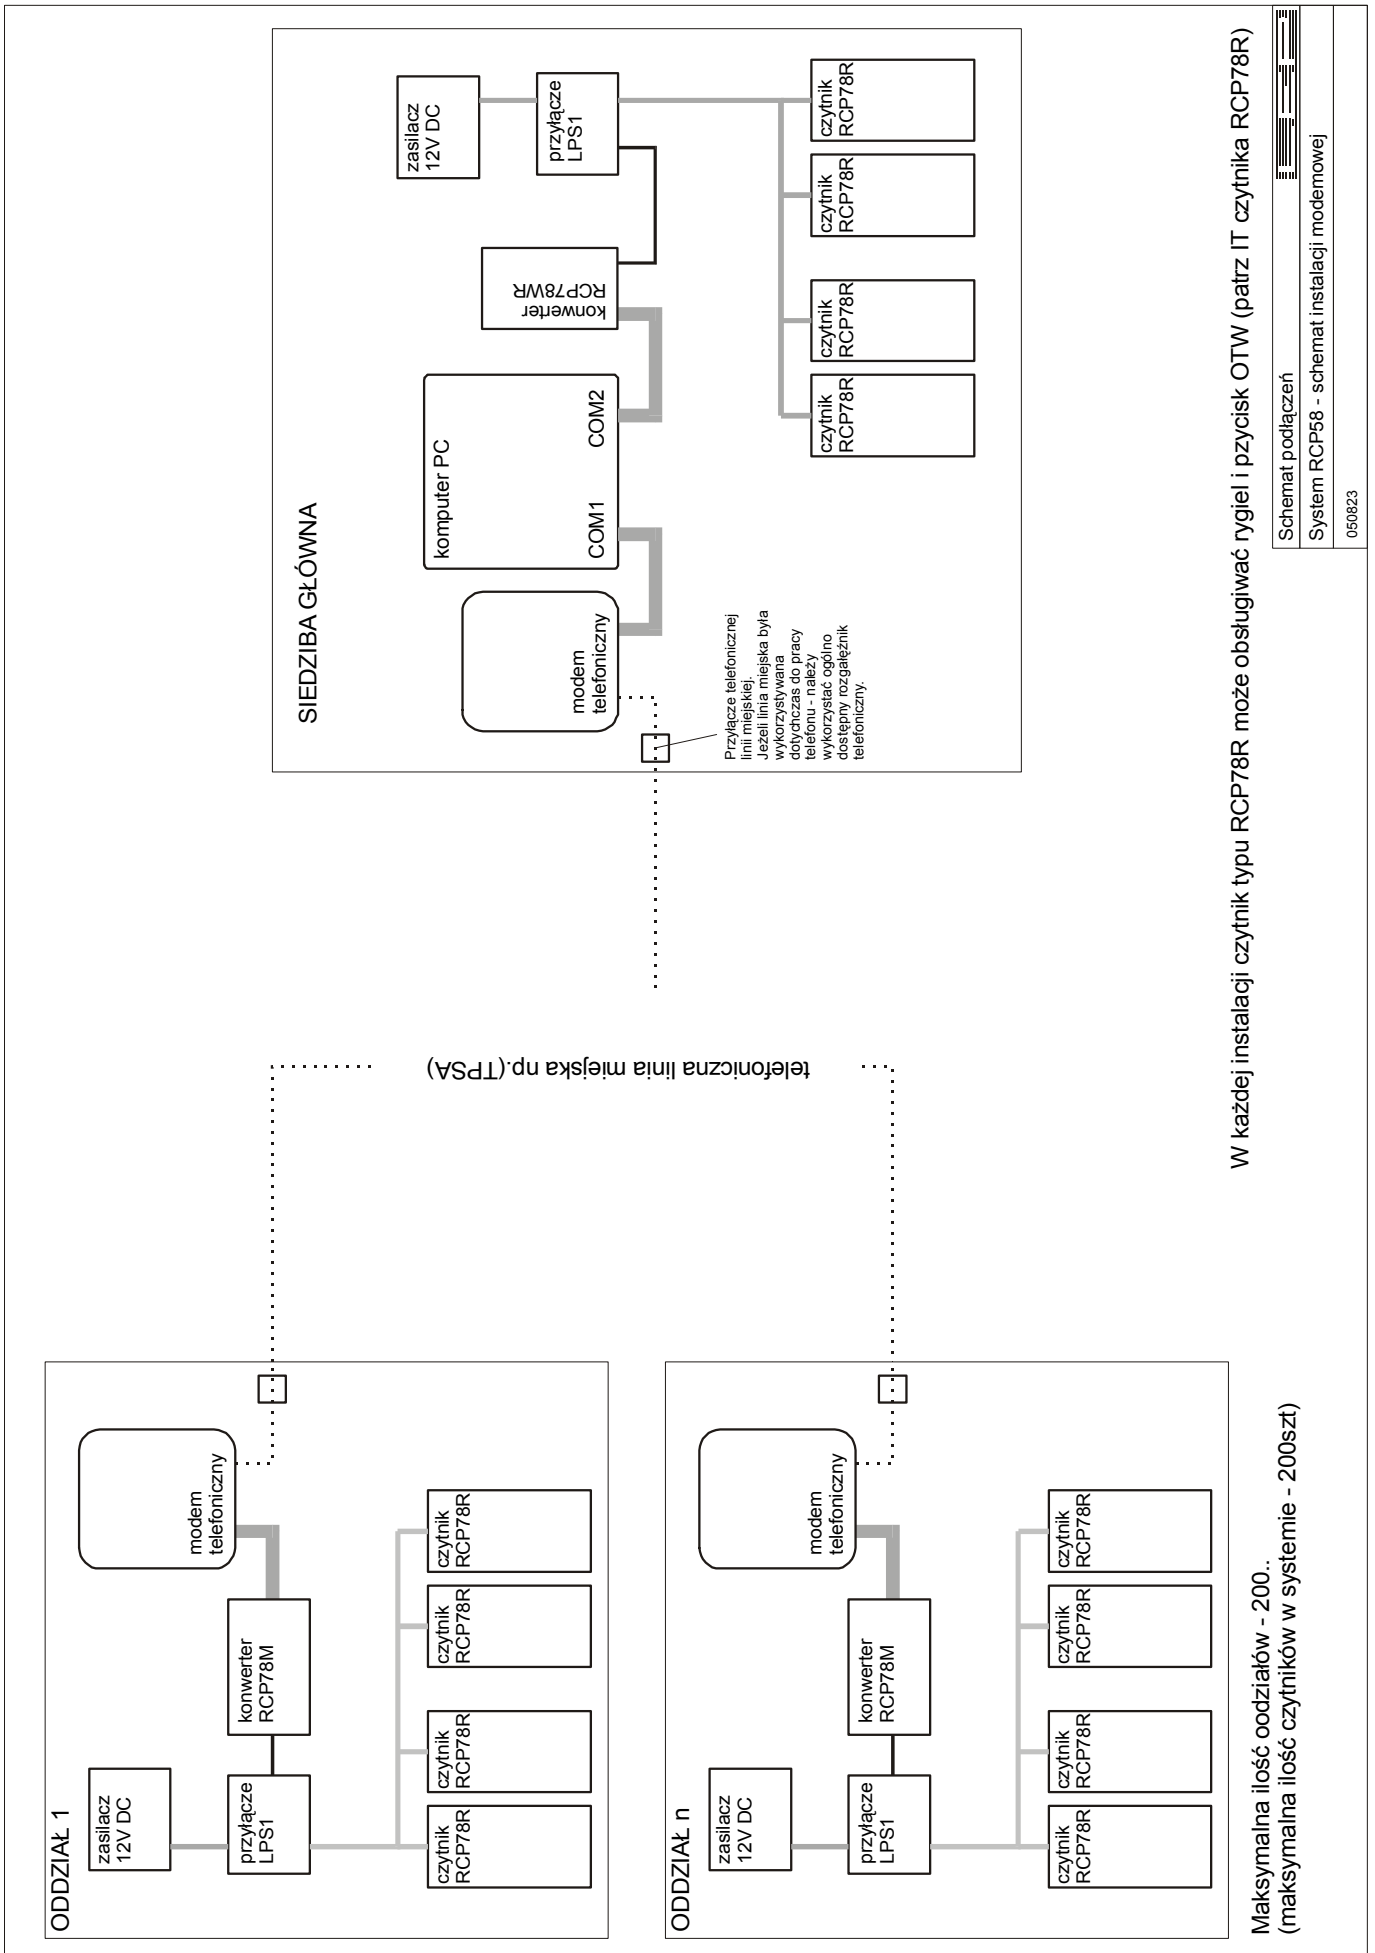 ODDZIAŁ 1
zasilacz
12V DC
przyłącze
LPS1
konwerter
RCP78M
modem
telefoniczny
czytnik
RCP78R
czytnik
RCP78R
czytnik
RCP78R
czytnik
RCP78R
ODDZIAŁ n
zasilacz
12V DC
przyłącze
LPS1
konwerter
RCP78M
modem
telefoniczny
czytnik
RCP78R
czytnik
RCP78R
czytnik
RCP78R
czytnik
RCP78R
Maksymalna ilość oodziałów - 200..
(maksymalna ilość czytników w systemie - 200szt)
telefoniczna linia miejska np.(TPSA)
SIEDZIBA GŁÓWNA
modem
telefoniczny
komputer PC
COM1
COM2
konwerter
RCP78WR
zasilacz
12V DC
przyłącze
LPS1
Przyłącze telefonicznej
linii miejskiej.
Jeżeli linia miejska była
wykorzystywana
dotychczas do pracy
telefonu - należy
wykorzystać ogólno
dostępny rozgałęźnik
telefoniczny.
czytnik
RCP78R
czytnik
RCP78R
czytnik
RCP78R
czytnik
RCP78R
W każdej instalacji czytnik typu RCP78R może obsługiwać rygiel i pzycisk OTW (patrz IT czytnika RCP78R)
Schemat podłączeń
System RCP58 - schemat instalacji modemowej
050823